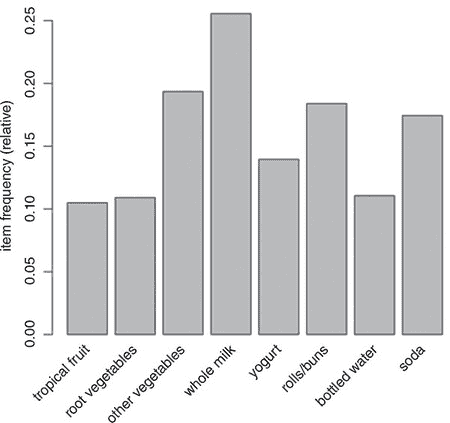 item frequency (relative)
0.25
0.20
0.15
0.10
0.05
0.00
tropical fruit
root vegetables
other vegetables
whole milk
yogurt
rolls/buns
bottled water
soda